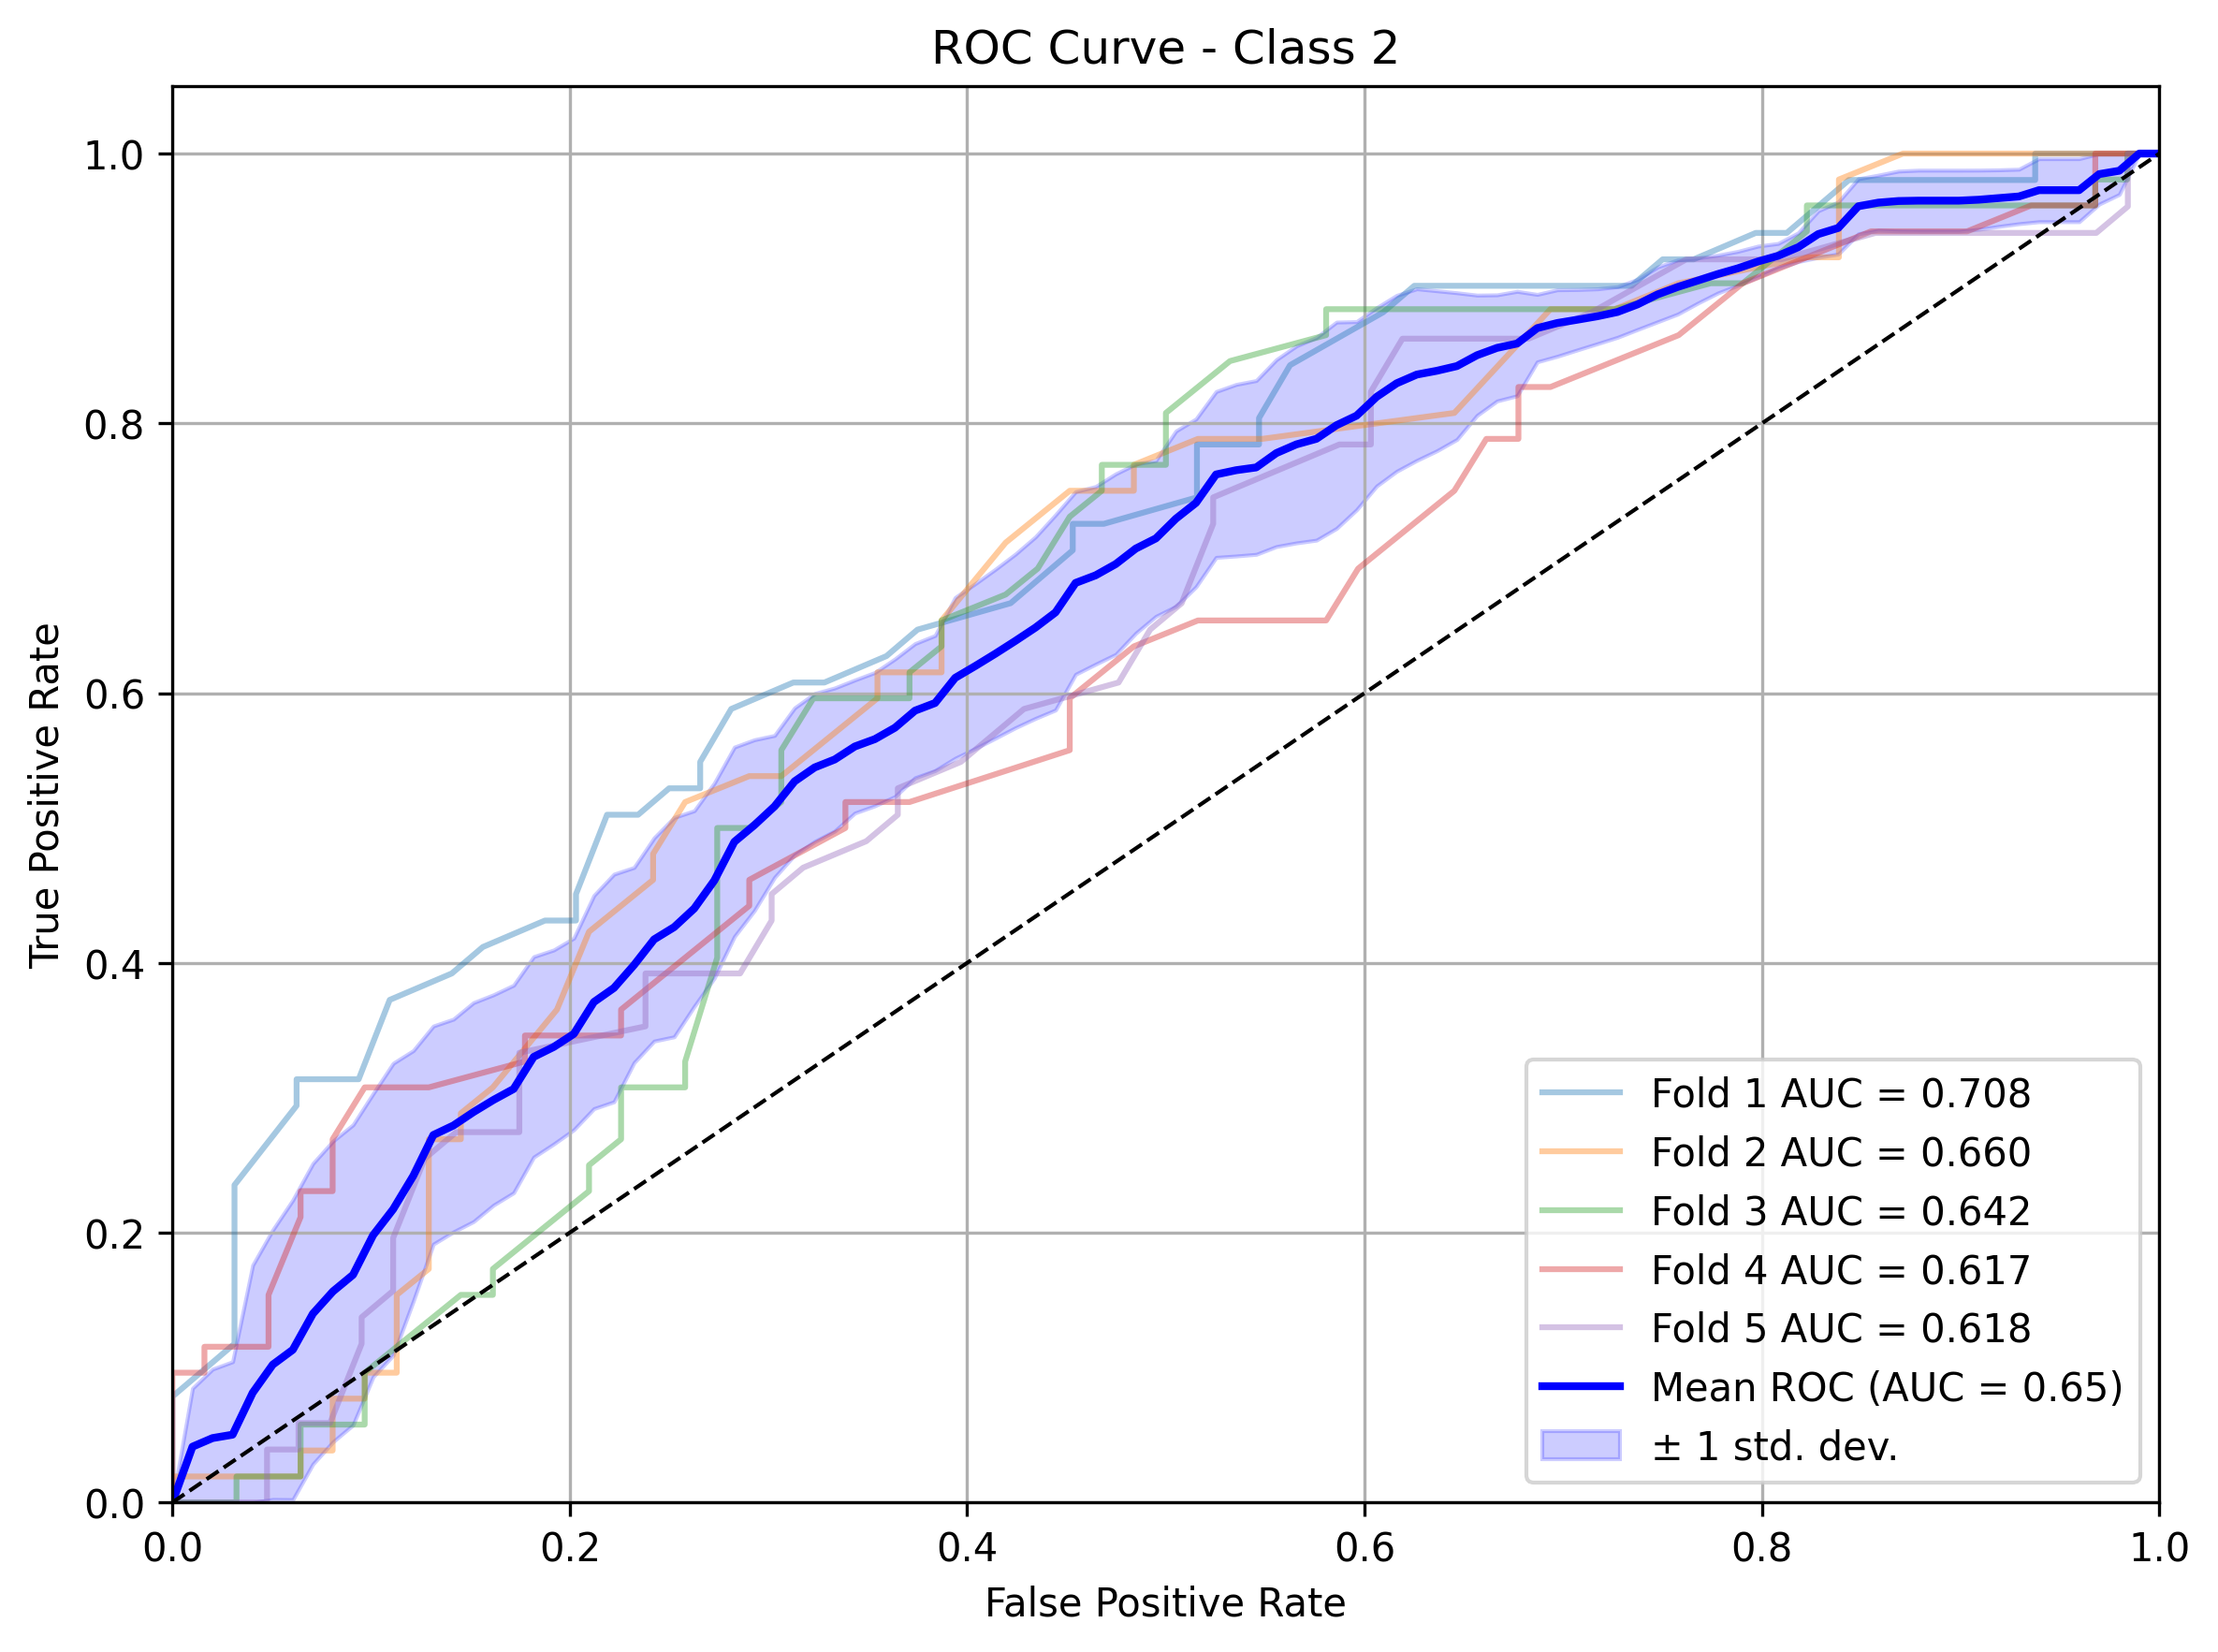 ROC Curve - Class 2
True Positive Rate
1.0
0.8
0.6
0.4
0.2
0.0
0.0 0.2 0.4 0.6 0.8 1.0
False Positive Rate
Fold 1 AUC = 0.708
Fold 2 AUC = 0.660
Fold 3 AUC = 0.642
Fold 4 AUC = 0.617
Fold 5 AUC = 0.618
Mean ROC (AUC = 0.65)
± 1 std. dev.